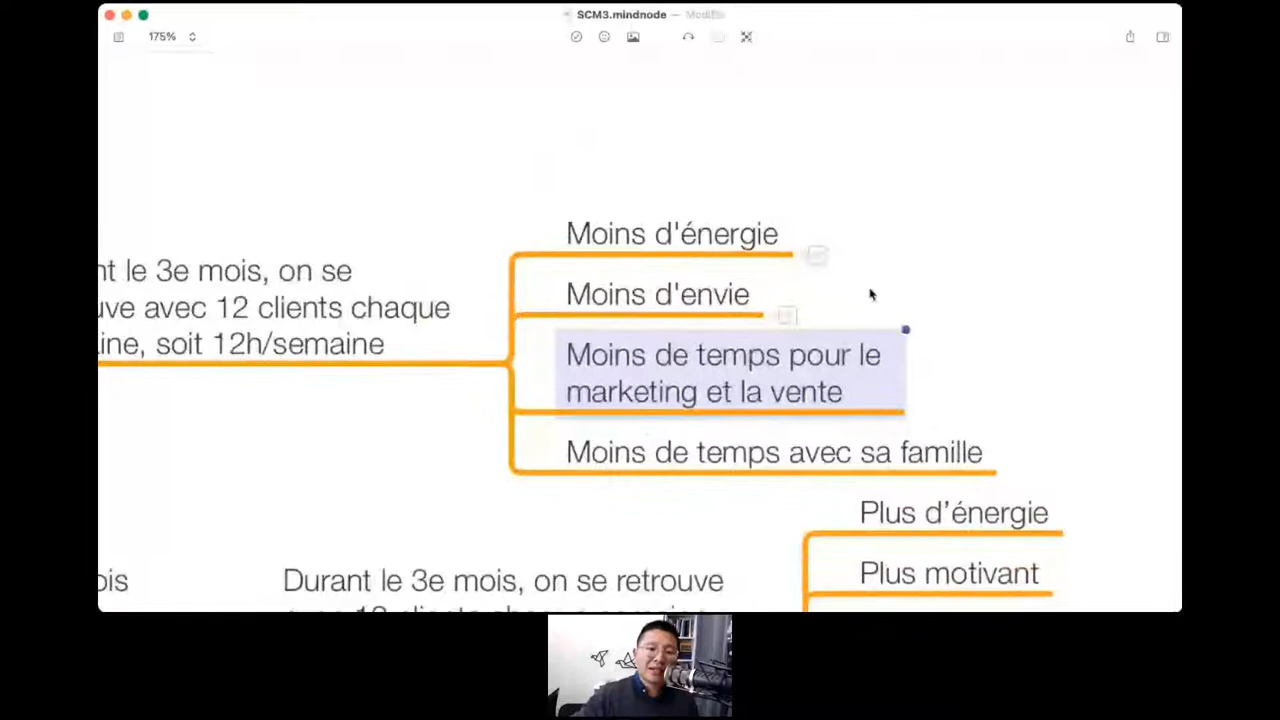 SCM3.mindnode — Modifié
175%
Moins d'énergie
nt le 3e mois, on se
uve avec 12 clients chaque
ine, soit 12h/semaine
Moins d'envie
Moins de temps pour le
marketing et la vente
Moins de temps avec sa famille
Plus d’énergie
Plus motivant
ois
Durant le 3e mois, on se retrouve